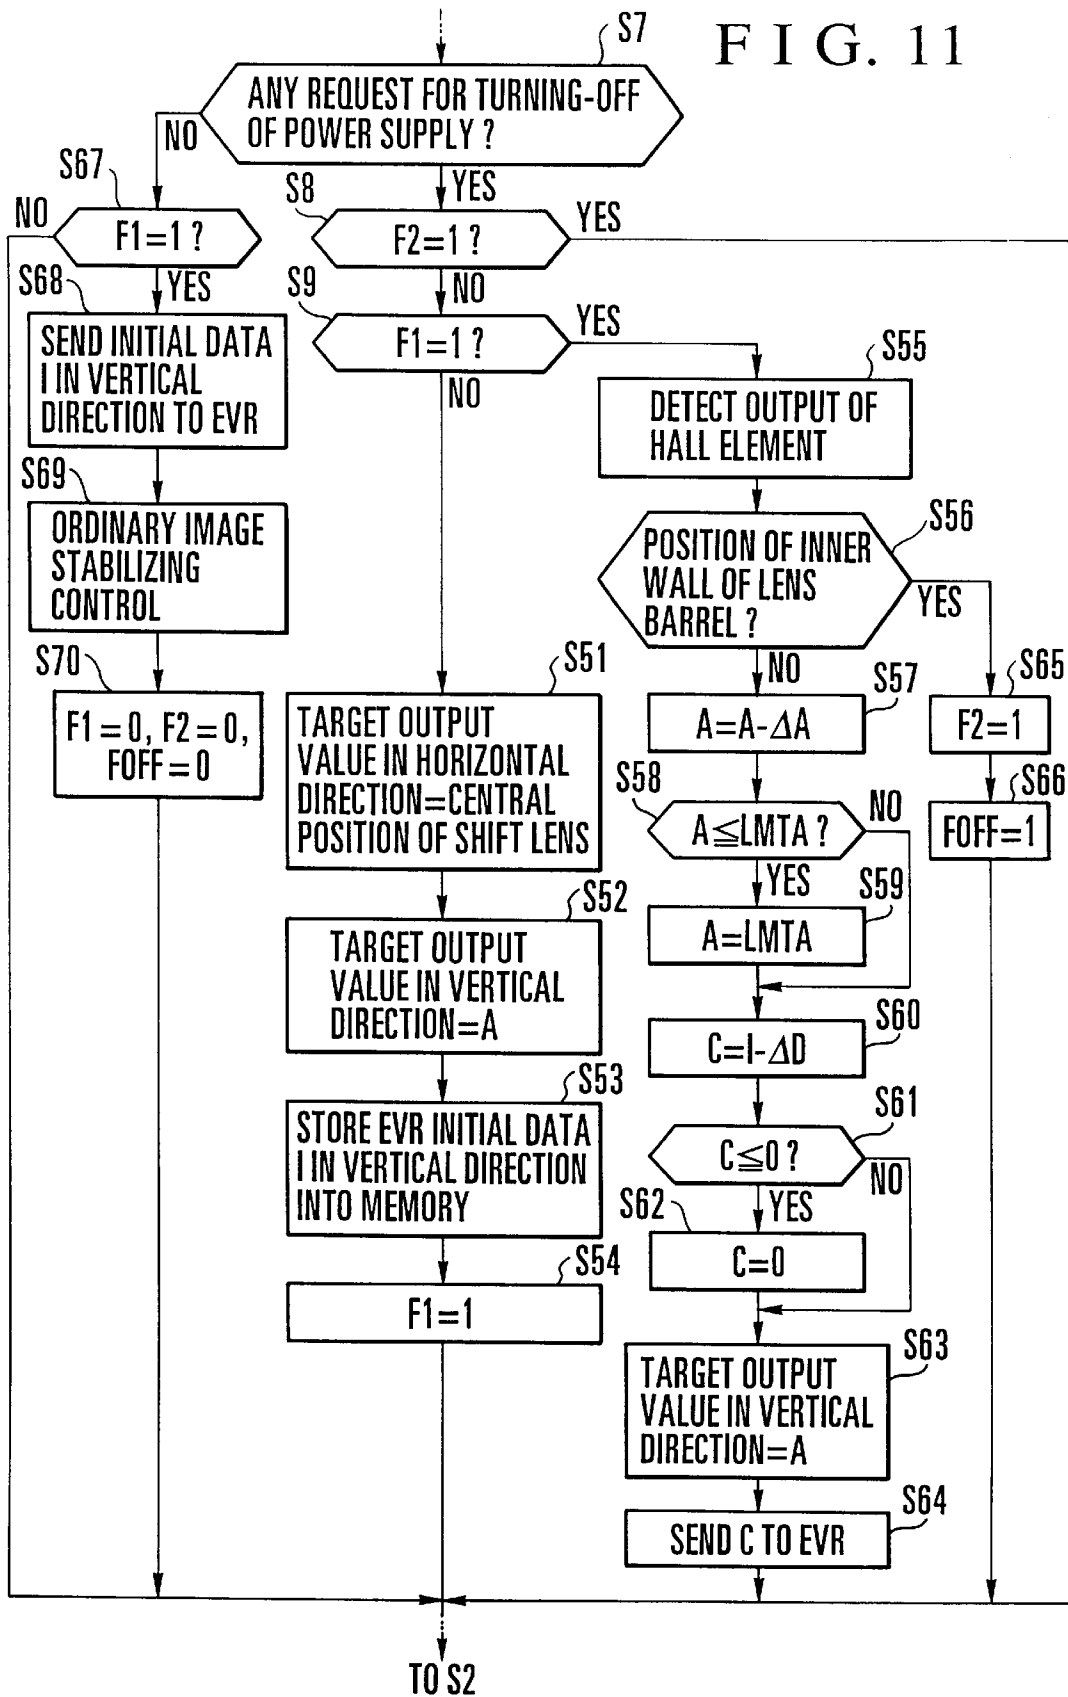 FIG. 11
S7
ANY REQUEST FOR TURNING-OFF
OF POWER SUPPLY ?
NO
YES
S67
NO
F1=1 ?
YES
S8
F2=1 ?
YES
NO
S68
SEND INITIAL DATA
I IN VERTICAL
DIRECTION TO EVR
S9
F1=1 ?
YES
NO
S69
ORDINARY IMAGE
STABILIZING
CONTROL
S70
F1=0, F2=0,
FOFF=0
S51
TARGET OUTPUT
VALUE IN HORIZONTAL
DIRECTION=CENTRAL
POSITION OF SHIFT LENS
S52
TARGET OUTPUT
VALUE IN VERTICAL
DIRECTION=A
S53
STORE EVR INITIAL DATA
I IN VERTICAL DIRECTION
INTO MEMORY
S54
F1=1
S55
DETECT OUTPUT OF
HALL ELEMENT
S56
POSITION OF INNER
WALL OF LENS
BARREL ?
YES
NO
S57
A=A-ΔA
S58
A≦LMTA ?
NO
YES
S59
A=LMTA
S60
C=I-ΔD
S61
C≦0 ?
NO
YES
S62
C=0
S63
TARGET OUTPUT
VALUE IN VERTICAL
DIRECTION=A
S64
SEND C TO EVR
S65
F2=1
S66
FOFF=1
TO S2